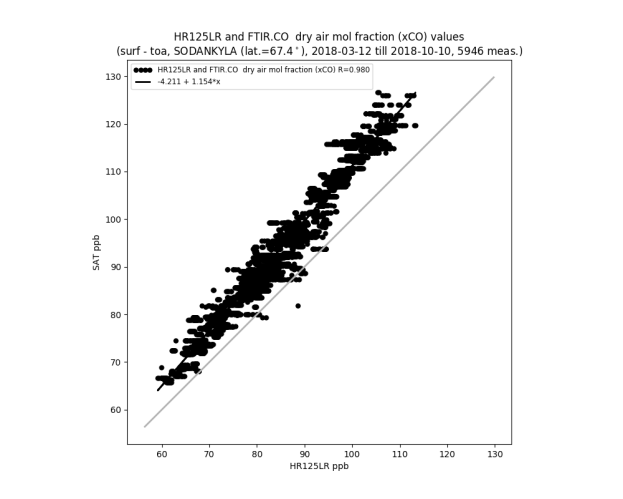 HR125LR and FTIR.CO  dry air mol fraction (xCO) values
(surf - toa, SODANKYLA (lat.=67.4°), 2018-03-12 till 2018-10-10, 5946 meas.)
HR125LR and FTIR.CO  dry air mol fraction (xCO) R=0.980
-4.211 + 1.154*x
130
120
110
100
90
80
70
60
SAT ppb
60 70 80 90 100 110 120 130
HR125LR ppb